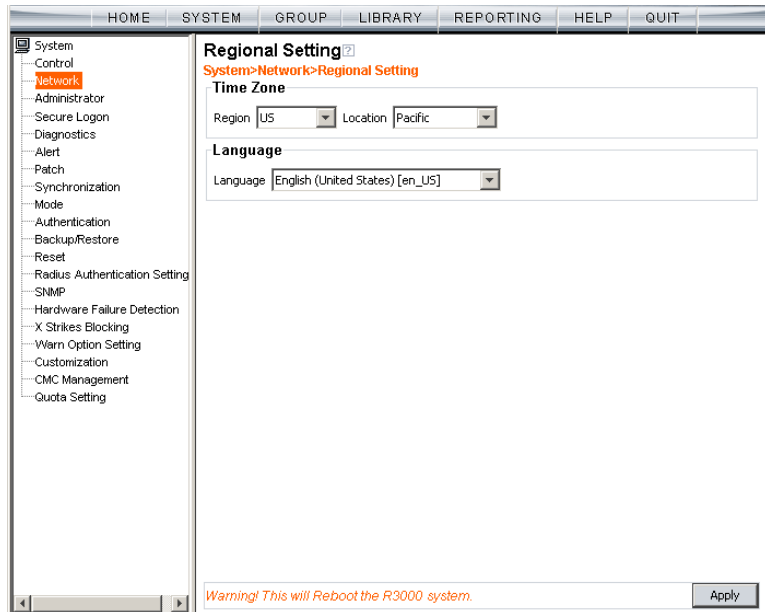 HOME SYSTEM GROUP LIBRARY REPORTING HELP QUIT
System
Control
Network
Administrator
Secure Logon
Diagnostics
Alert
Patch
Synchronization
Mode
Authentication
Backup/Restore
Reset
Radius Authentication Setting
SNMP
Hardware Failure Detection
X Strikes Blocking
Warn Option Setting
Customization
CMC Management
Quota Setting
Regional Setting?
System>Network>Regional Setting
Time Zone
Region US Location Pacific
Language
Language English (United States) [en_US]
Warning! This will Reboot the R3000 system. Apply